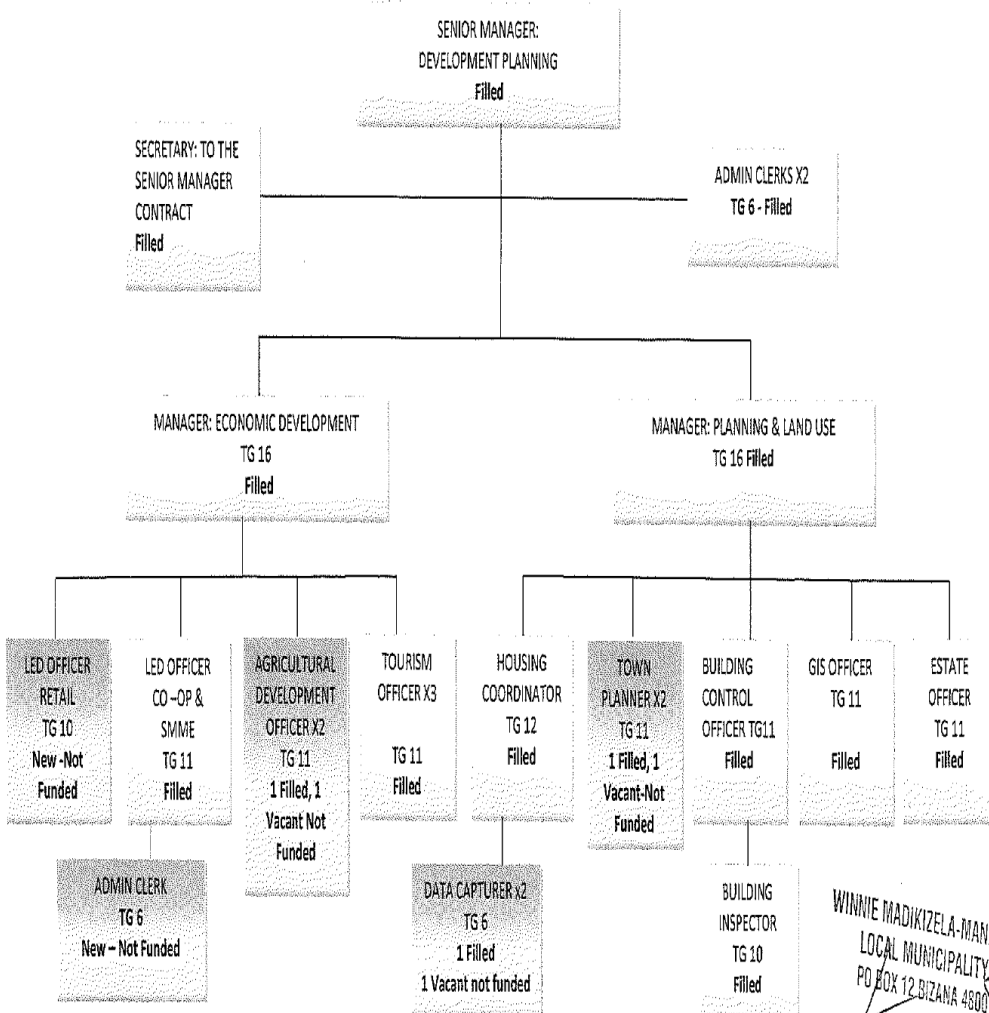 SENIOR MANAGER:
DEVELOPMENT PLANNING
Filled
SECRETARY: TO THE
SENIOR MANAGER
CONTRACT
Filled
ADMIN CLERKS X2
TG 6 - Filled
MANAGER: ECONOMIC DEVELOPMENT
TG 16
Filled
MANAGER: PLANNING & LAND USE
TG 16 Filled
LED OFFICER
RETAIL
TG 10
New -Not
Funded
LED OFFICER
CO –OP &
SMME
TG 11
Filled
AGRICULTURAL
DEVELOPMENT
OFFICER X2
TG 11
1 Filled, 1
Vacant Not
Funded
TOURISM
OFFICER X3
TG 11
Filled
HOUSING
COORDINATOR
TG 12
Filled
TOWN
PLANNER X2
TG 11
1 Filled, 1
Vacant-Not
Funded
BUILDING
CONTROL
OFFICER TG11
Filled
GIS OFFICER
TG 11
Filled
ESTATE
OFFICER
TG 11
Filled
ADMIN CLERK
TG 6
New – Not Funded
DATA CAPTURER x2
TG 6
1 Filled
1 Vacant not funded
BUILDING
INSPECTOR
TG 10
Filled
WINNIE MADIKIZELA-MAN
LOCAL MUNICIPALITY
PO BOX 12 BIZANA 4800